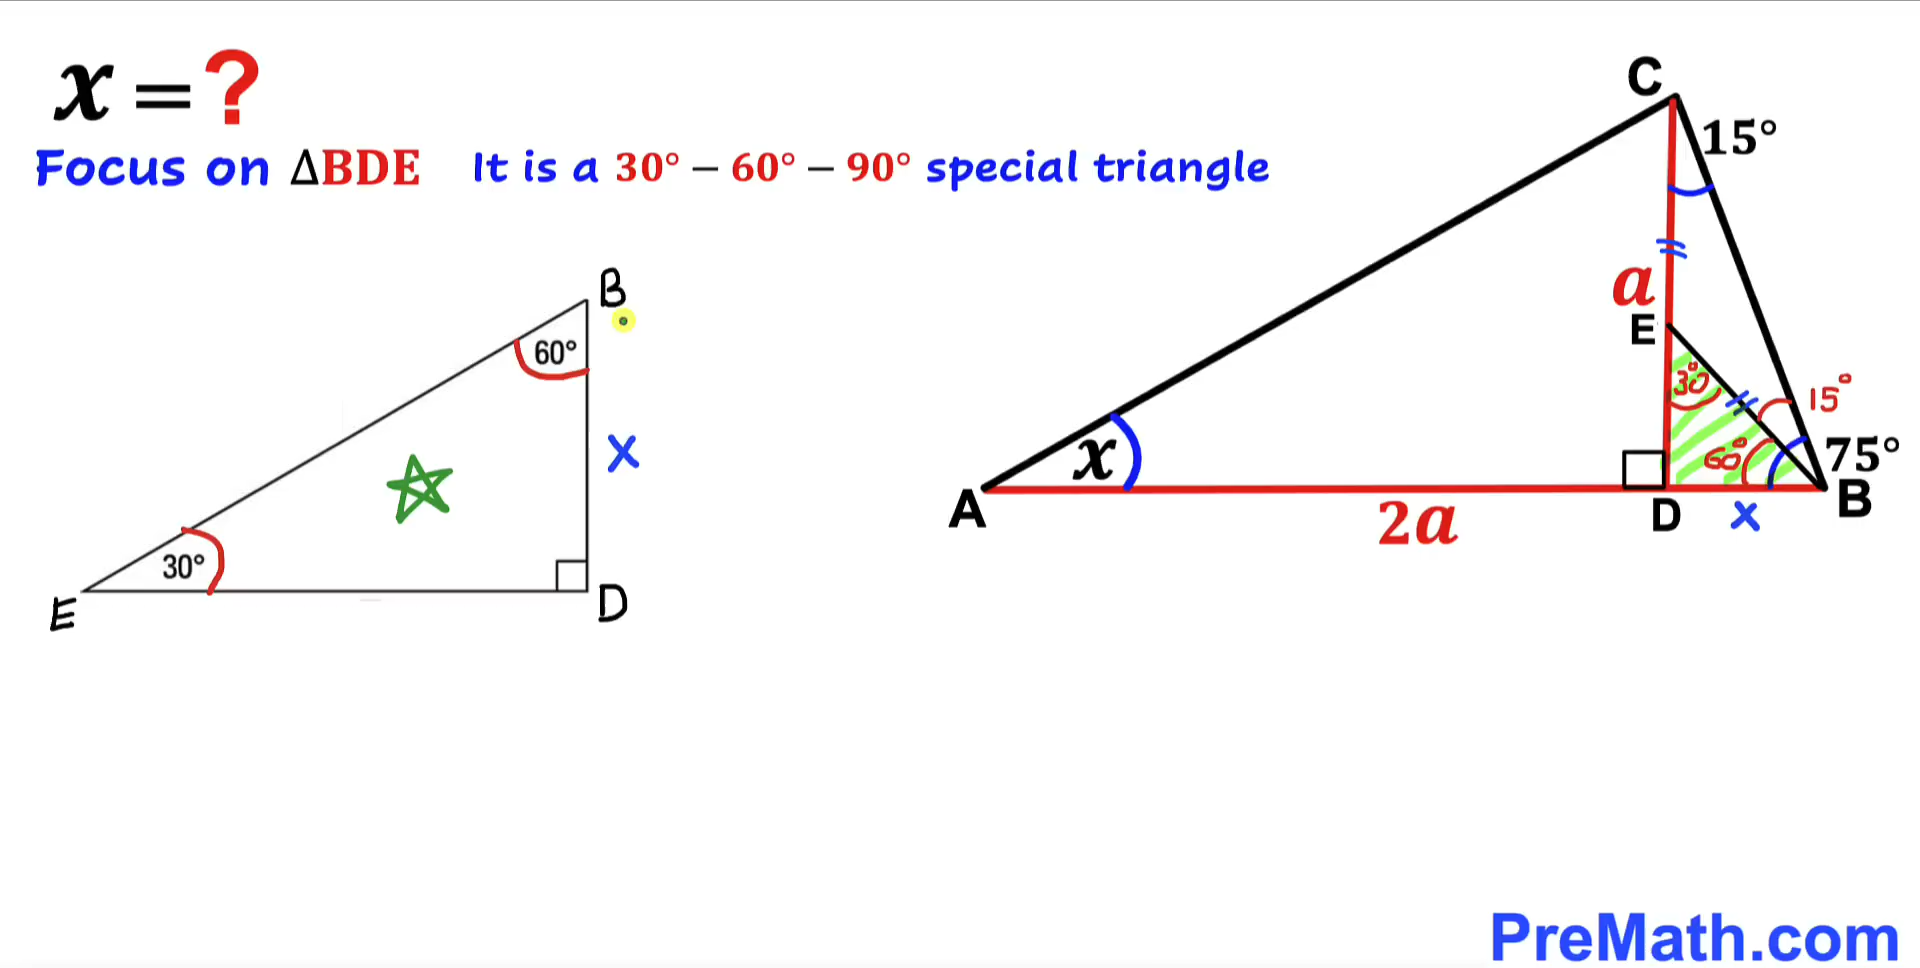 x = ?
Focus on ΔBDE It is a 30° – 60° – 90° special triangle
C
15°
B
60°
a
E
30°
15°
x
x
60°
75°
30°
A
2a
D
x
B
E
D
PreMath.com